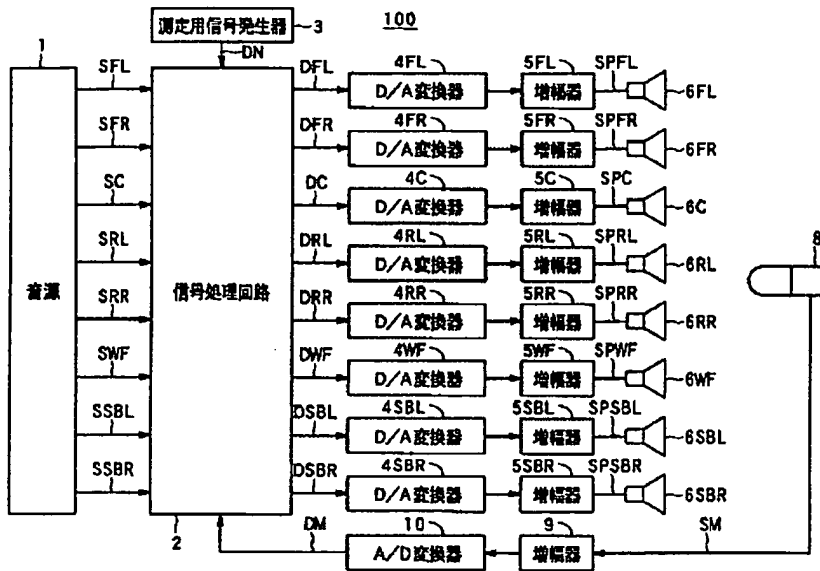 測定用信号発生器
3
100
1
DN
SFL
DFL
4FL
D/A変換器
5FL
増幅器
SPFL
6FL
SFR
DFR
4FR
D/A変換器
5FR
増幅器
SPFR
6FR
SC
DC
4C
D/A変換器
5C
増幅器
SPC
6C
8
SRL
DRL
4RL
D/A変換器
5RL
増幅器
SPRL
6RL
音源
信号処理回路
SRR
DRR
4RR
D/A変換器
5RR
増幅器
SPRR
6RR
SWF
DWF
4WF
D/A変換器
5WF
増幅器
SPWF
6WF
SSBL
DSBL
4SBL
D/A変換器
5SBL
増幅器
SPSBL
6SBL
SSBR
DSBR
4SBR
D/A変換器
5SBR
増幅器
SPSBR
6SBR
2
DM
10
A/D変換器
9
増幅器
SM